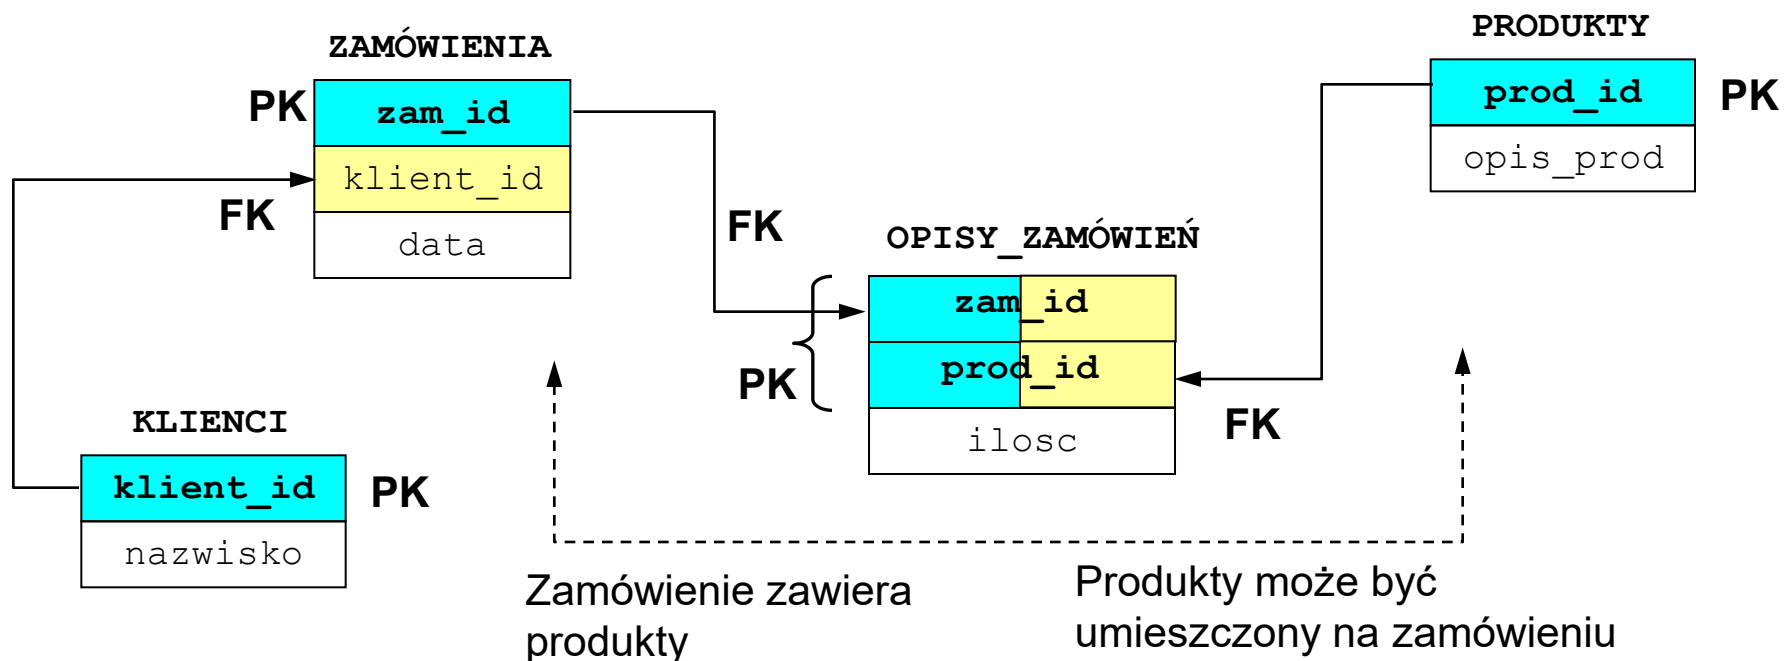 ZAMÓWIENIA
PK
zam_id
klient_id
FK
data
PRODUKTY
prod_id
PK
opis_prod
FK
OPISY_ZAMÓWIEŃ
zam_id
prod_id
PK
ilosc
FK
KLIENCI
klient_id
PK
nazwisko
Zamówienie zawiera
produkty
Produkty może być
umieszczony na zamówieniu